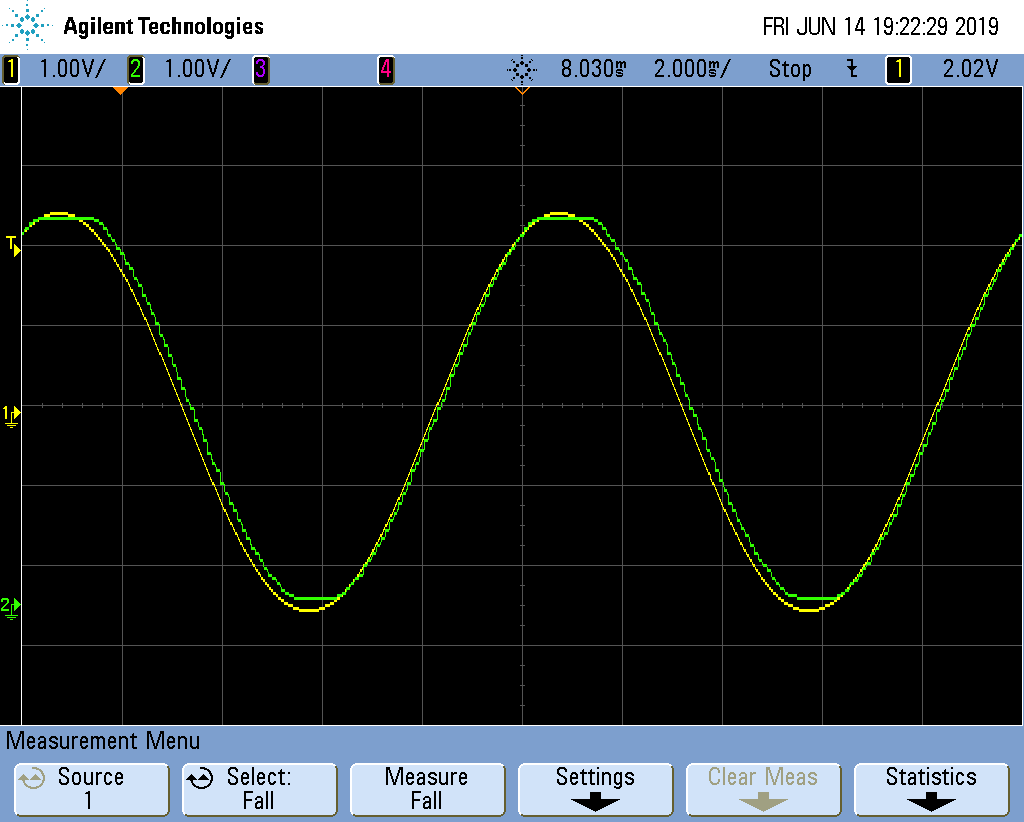 Agilent Technologies FRI JUN 14 19:22:29 2019
1 1.00V/ 2 1.00V/ 3 4 8.030ms 2.000ms/ Stop 1 2.02V
T
1
2
Measurement Menu
Source Select: Measure Settings Clear Meas Statistics
1 Fall Fall